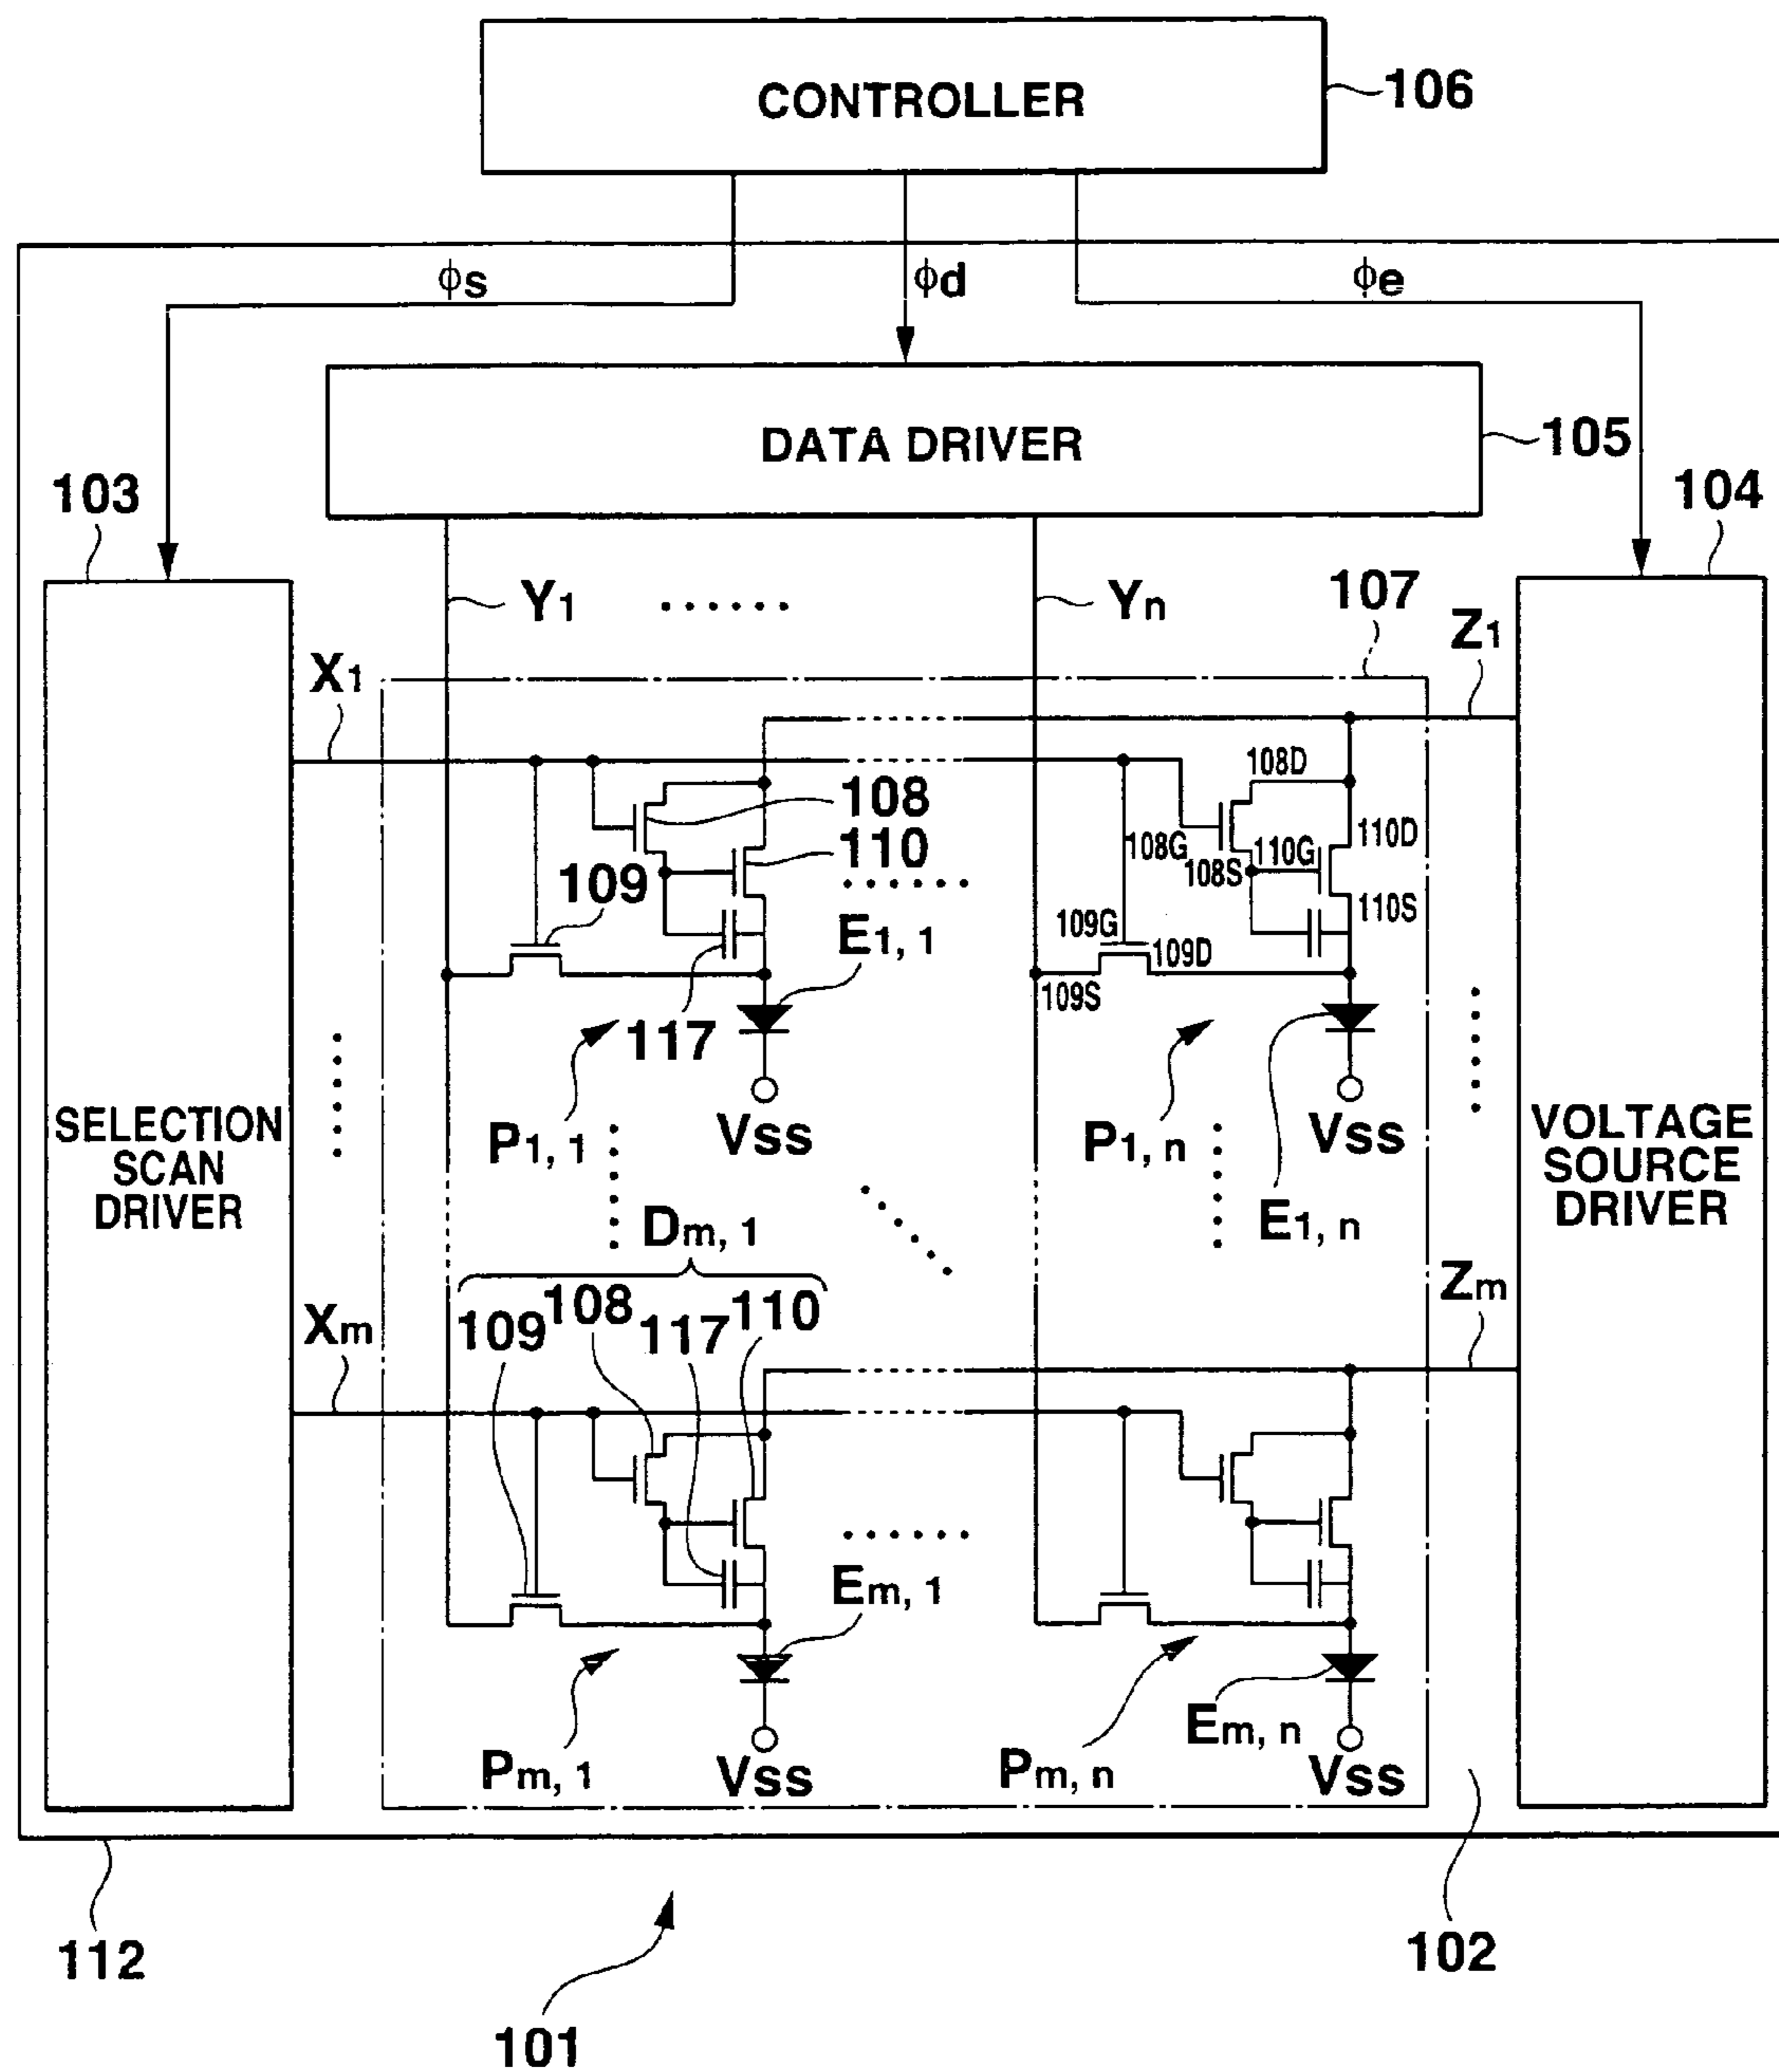 CONTROLLER
106
ϕs
ϕd
ϕe
DATA DRIVER
105
103
104
Y1
Yn
107
Z1
X1
108D
108
110D
108G
110G
110
108S
109
110S
109G
E1, 1
109D
109S
117
P1, 1
VSS
P1, n
VSS
SELECTION
SCAN
DRIVER
VOLTAGE
SOURCE
DRIVER
E1, n
Dm, 1
Zm
Xm
109
108
117
110
Em, 1
Em, n
Pm, 1
VSS
Pm, n
VSS
112
102
101